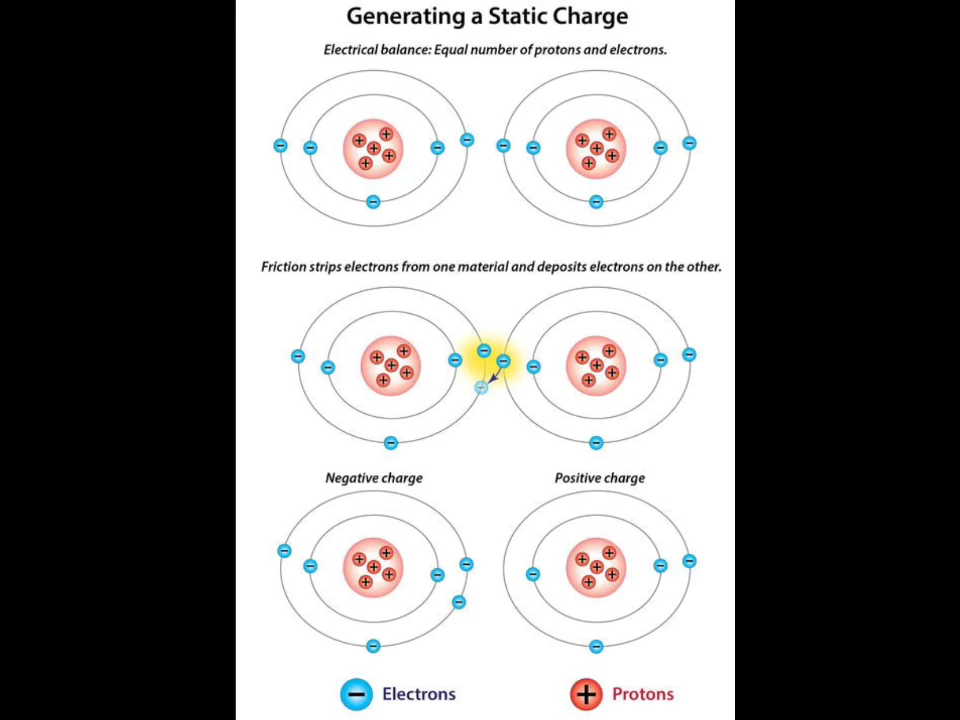 Generating a Static Charge
Electrical balance: Equal number of protons and electrons.
Friction strips electrons from one material and deposits electrons on the other.
Negative charge
Positive charge
Electrons
Protons